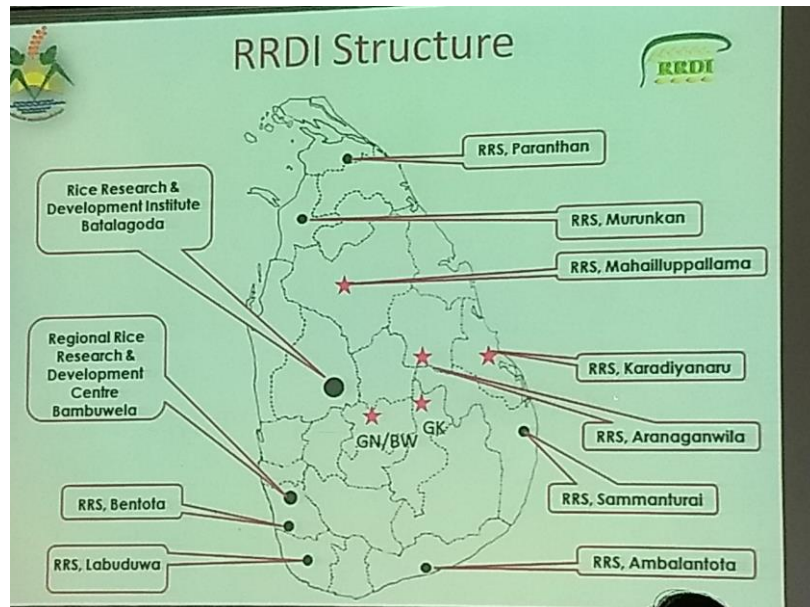 RRDI Structure
RRDI
RRS, Paranthan
Rice Research &
Development Institute
Batalagoda
RRS, Murunkan
RRS, Mahailluppallama
Regional Rice
Research &
Development
Centre
Bambuwela
RRS, Karadiyanaru
GN/BW
GK
RRS, Aranaganwila
RRS, Bentota
RRS, Sammanturai
RRS, Labuduwa
RRS, Ambalantota